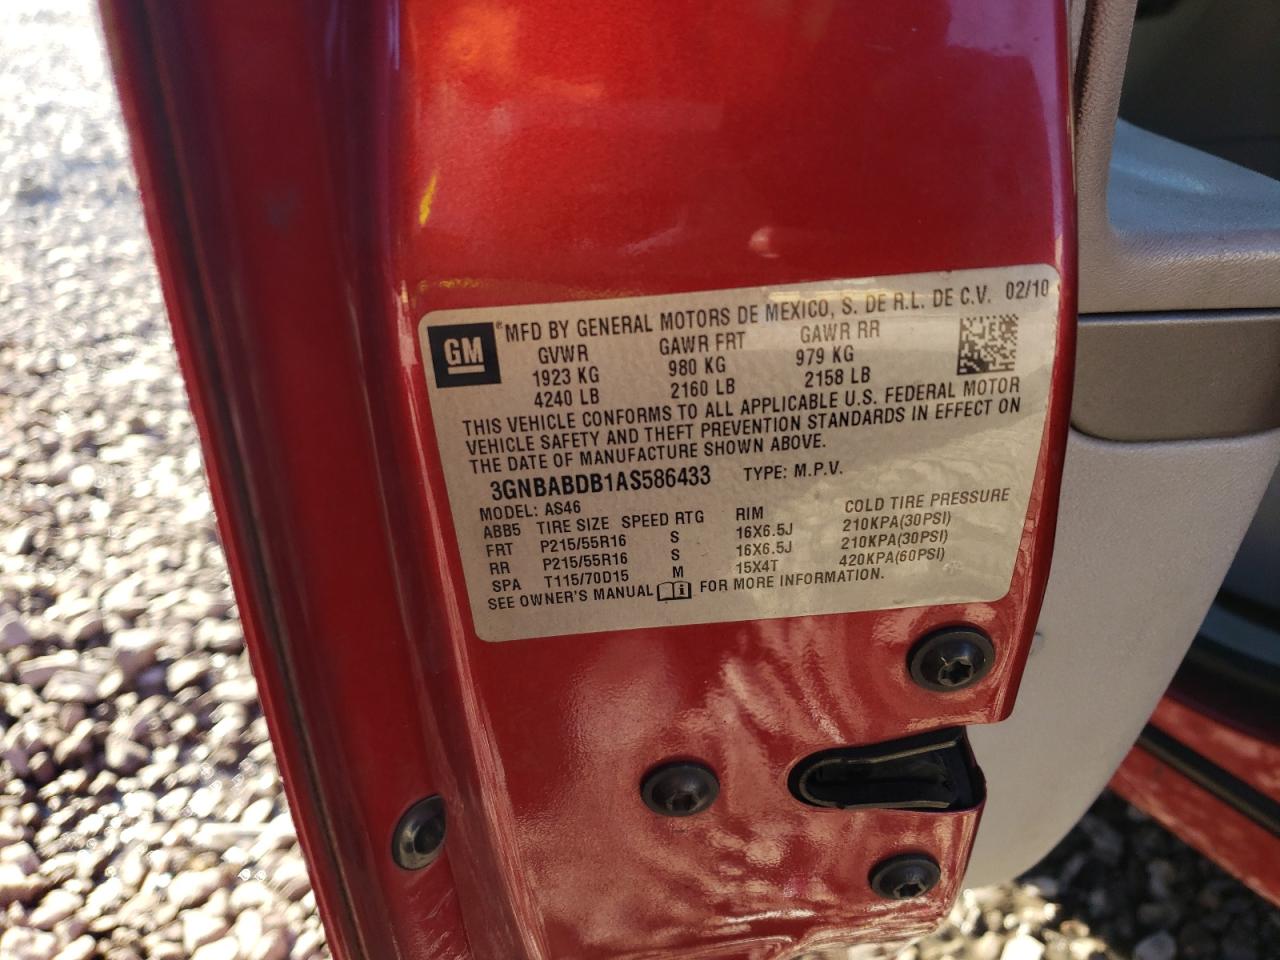 GM
® MFD BY GENERAL MOTORS DE MEXICO, S. DE R.L. DE C.V. 02/10
GVWR GAWR FRT GAWR RR
1923 KG 980 KG 979 KG
4240 LB 2160 LB 2158 LB
THIS VEHICLE CONFORMS TO ALL APPLICABLE U.S. FEDERAL MOTOR
VEHICLE SAFETY AND THEFT PREVENTION STANDARDS IN EFFECT ON
THE DATE OF MANUFACTURE SHOWN ABOVE.
3GNBABDB1AS586433 TYPE: M.P.V.
MODEL: AS46
ABB5 TIRE SIZE SPEED RTG RIM COLD TIRE PRESSURE
FRT P215/55R16 S 16X6.5J 210KPA(30PSI)
RR P215/55R16 S 16X6.5J 210KPA(30PSI)
SPA T115/70D15 M 15X4T 420KPA(60PSI)
SEE OWNER'S MANUAL FOR MORE INFORMATION.